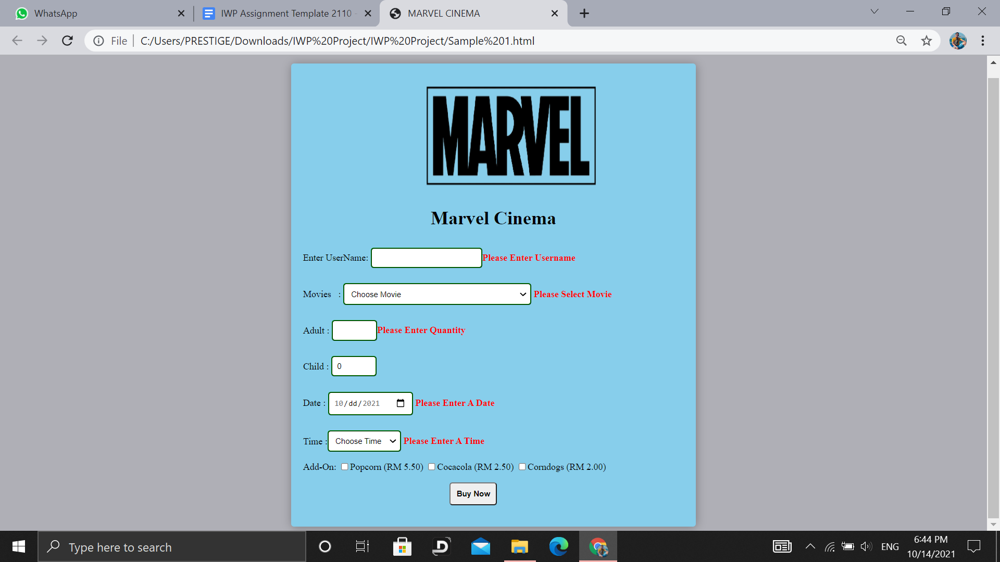 WhatsApp
IWP Assignment Template 2110 -
MARVEL CINEMA
File
C:/Users/PRESTIGE/Downloads/IWP%20Project/IWP%20Project/Sample%201.html
MARVEL
Marvel Cinema
Enter UserName: Please Enter Username
Movies : Choose Movie Please Select Movie
Adult : Please Enter Quantity
Child : 0
Date : 10/dd/2021 Please Enter A Date
Time : Choose Time Please Enter A Time
Add-On: Popcorn (RM 5.50) Cocacola (RM 2.50) Corndogs (RM 2.00)
Buy Now
Type here to search
ENG
6:44 PM
10/14/2021